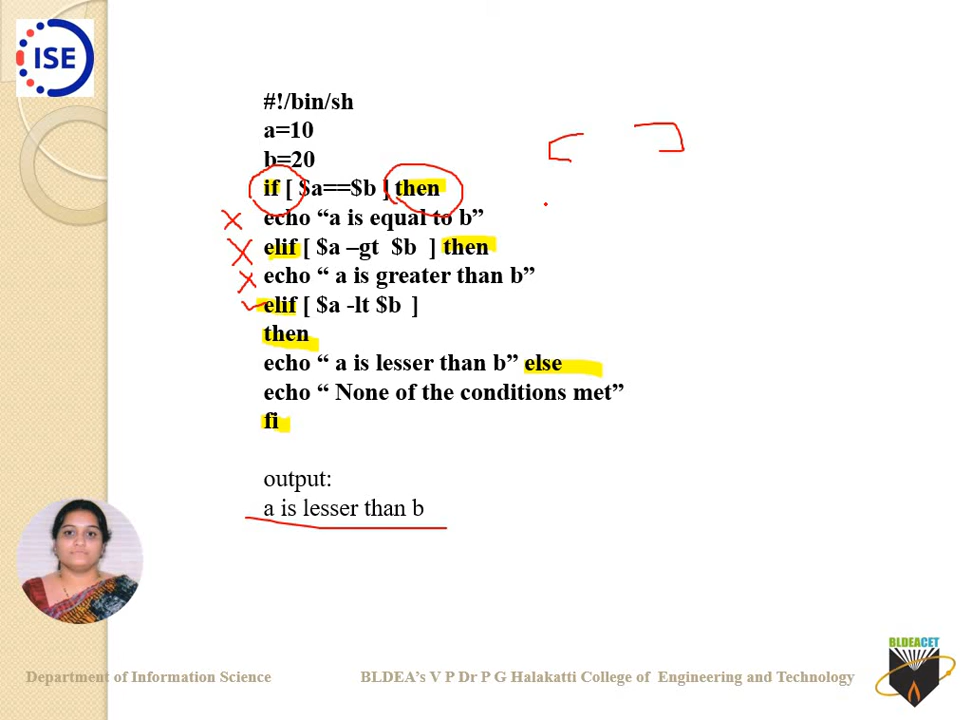 ISE
#!/bin/sh
a=10
b=20
if [ $a==$b ] then
echo “a is equal to b”
elif [ $a –gt $b ] then
echo “ a is greater than b”
elif [ $a -lt $b ]
then
echo “ a is lesser than b” else
echo “ None of the conditions met”
fi
output:
a is lesser than b
BLDEACET
Department of Information Science BLDEA’s V P Dr P G Halakatti College of Engineering and Technology